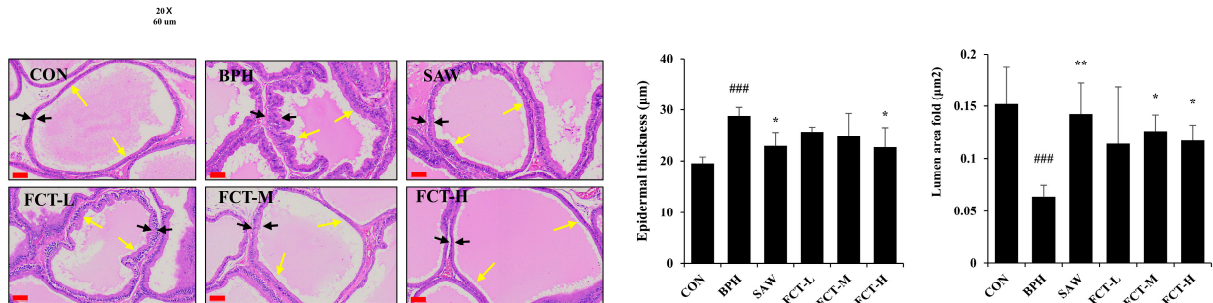 20 X
60 um
CON
BPH
SAW
FCT-L
FCT-M
FCT-H
Epidermal thickness (μm)
40
30
20
10
0
###
*
*
CON
BPH
SAW
FCT-L
FCT-M
FCT-H
Lumen area fold (μm2)
0.2
0.15
0.1
0.05
0
###
**
*
*
CON
BPH
SAW
FCT-L
FCT-M
FCT-H